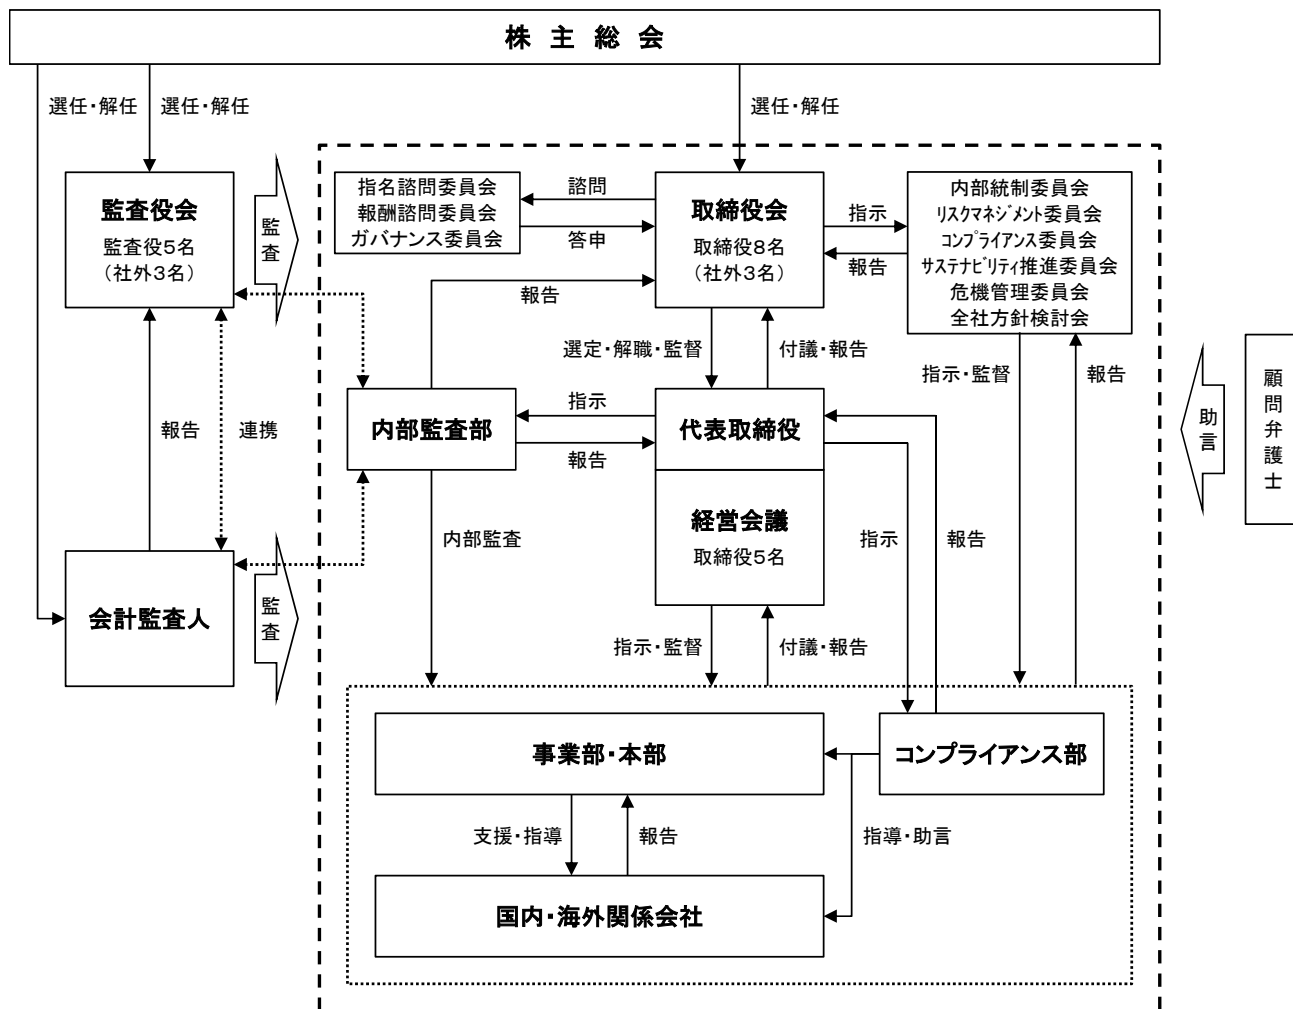 株主総会
選任・解任
選任・解任
選任・解任
監査役会
監査役5名
（社外3名）
監査
指名諮問委員会
報酬諮問委員会
ガバナンス委員会
諮問
答申
取締役会
取締役8名
（社外3名）
指示
報告
内部統制委員会
ﾘｽｸﾏﾈｼﾞﾒﾝﾄ委員会
ｺﾝﾌﾟﾗｲｱﾝｽ委員会
ｻｽﾃﾅﾋﾞﾘﾃｨ推進委員会
危機管理委員会
全社方針検討会
報告
選定・解職・監督
付議・報告
指示・監督
報告
顧問弁護士
助言
報告
連携
内部監査部
指示
報告
代表取締役
経営会議
取締役5名
内部監査
指示
報告
会計監査人
監査
指示・監督
付議・報告
事業部・本部
コンプライアンス部
支援・指導
報告
指導・助言
国内・海外関係会社